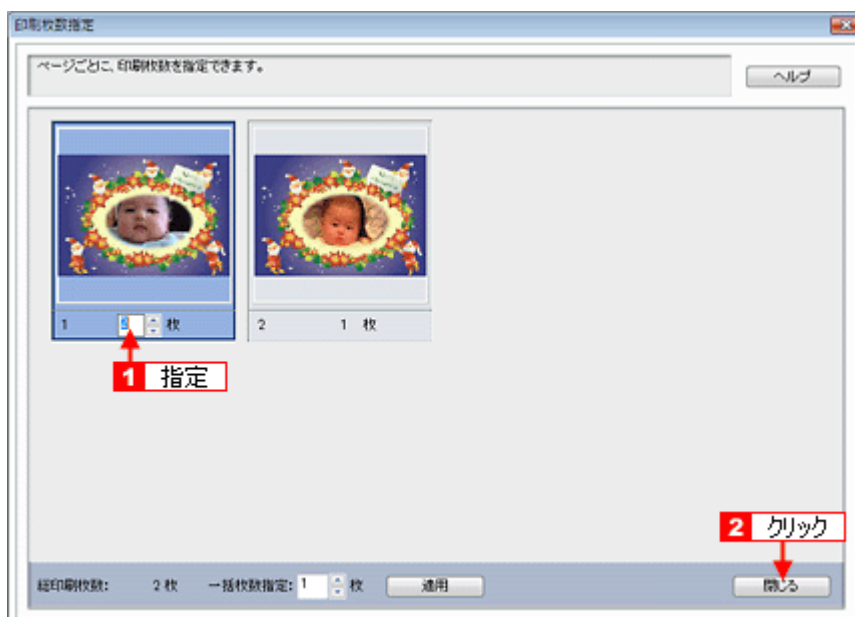 印刷枚数指定
ページごとに、印刷枚数を指定できます。
ヘルプ
1 枚
2 1 枚
1 指定
2 クリック
総印刷枚数: 2 枚 一括枚数指定: 1 枚 適用 閉じる